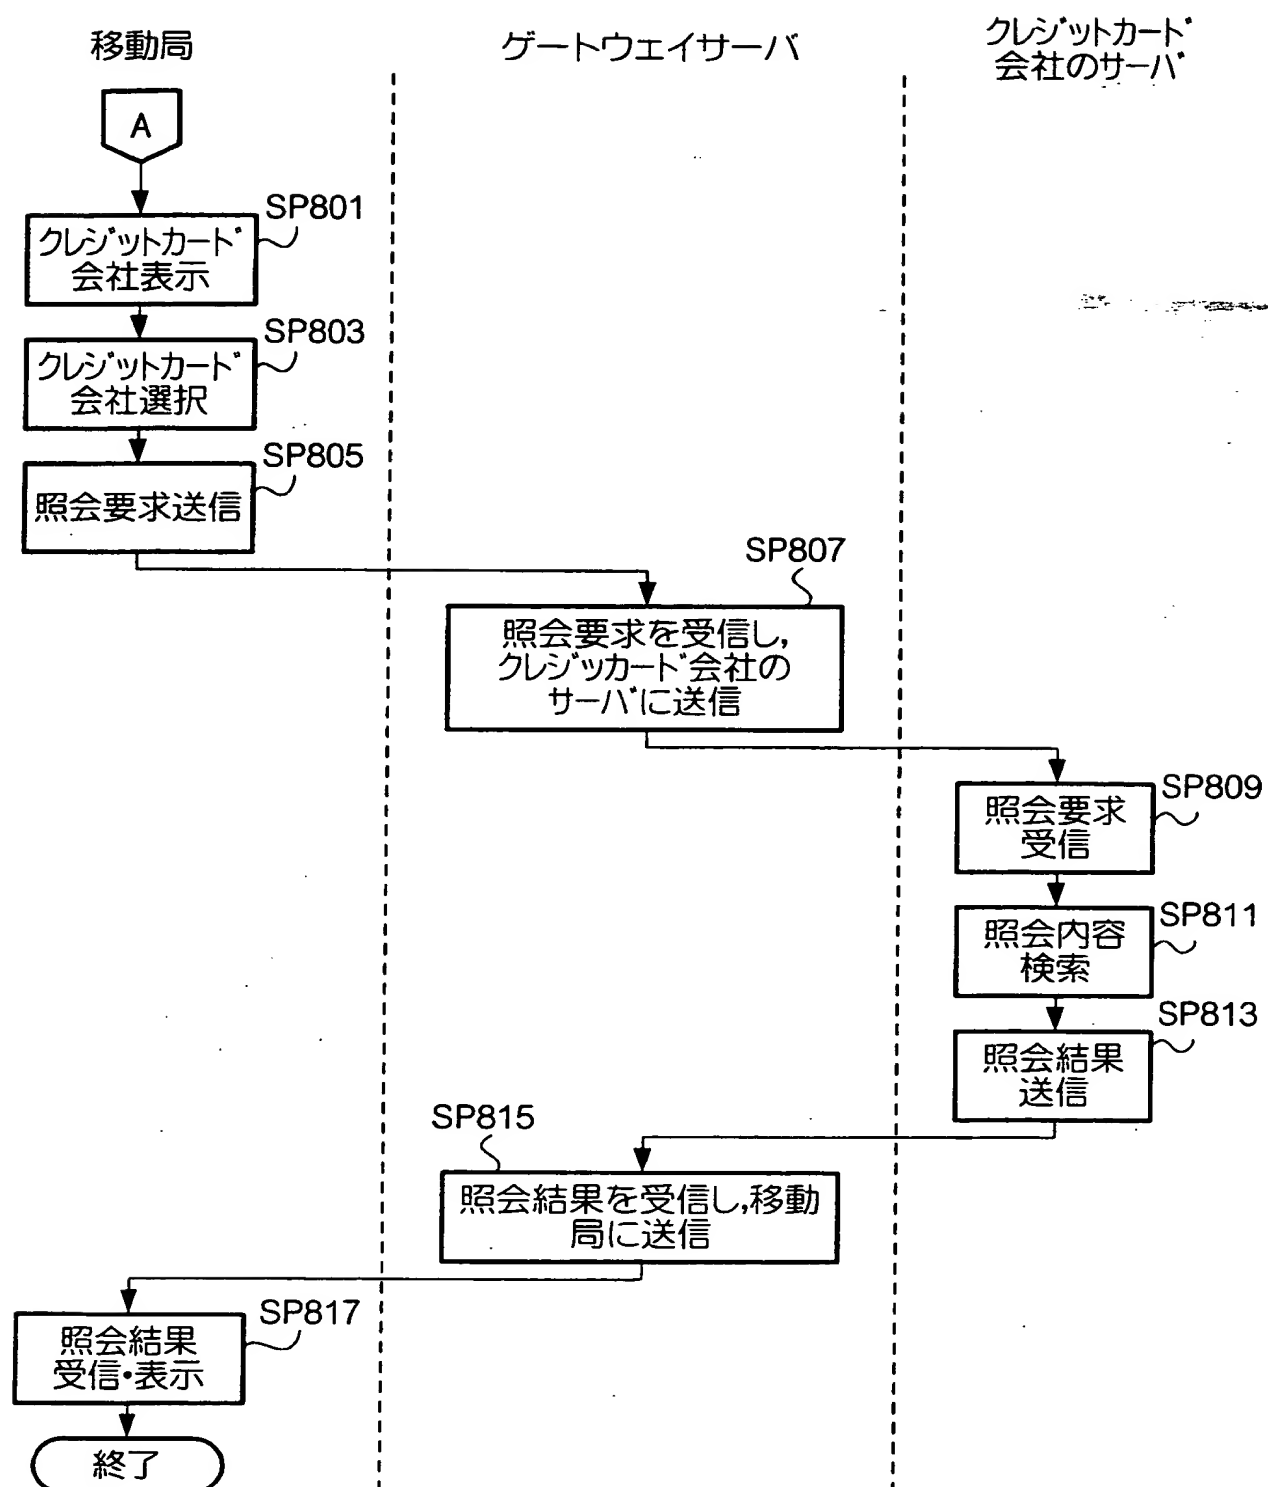 移動局
ゲートウェイサーバ
クレジットカード
会社のサーバ
A
SP801
クレジットカード
会社表示
SP803
クレジットカード
会社選択
SP805
照会要求送信
SP807
照会要求を受信し,
クレジッカード会社の
サーバに送信
SP809
照会要求
受信
SP811
照会内容
検索
SP813
照会結果
送信
SP815
照会結果を受信し,移動
局に送信
SP817
照会結果
受信・表示
終了